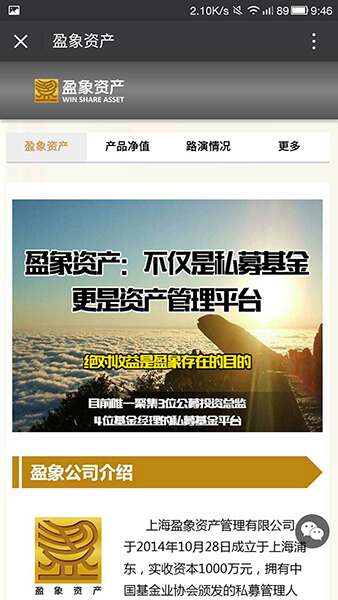 2.10K/s 89 9:46
盈象资产
盈象资产
WIN SHARE ASSET
盈象资产 产品净值 路演情况 更多
盈象资产：不仅是私募基金
更是资产管理平台
绝对收益是盈象存在的目的
目前唯一聚集3位公募投资总监
4位基金经理的私募基金平台
盈象公司介绍
上海盈象资产管理有限公司
于2014年10月28日成立于上海浦
东，实收资本1000万元，拥有中
国基金业协会颁发的私募管理人
盈象资产